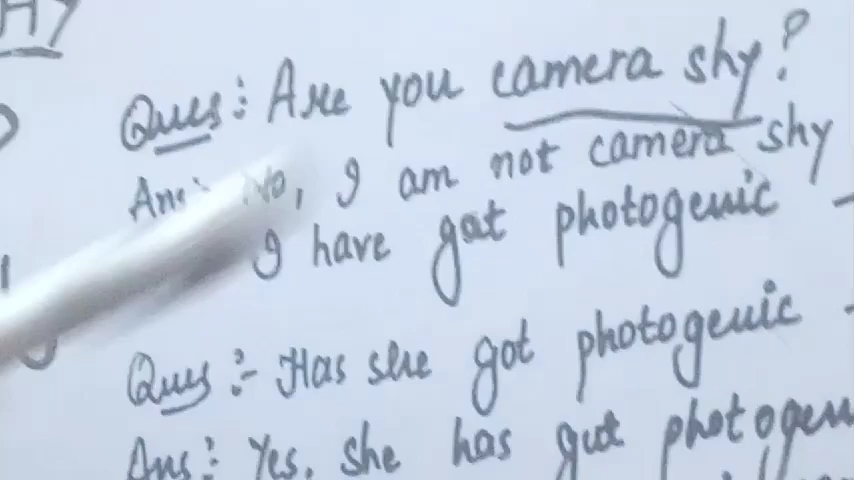 Ques: Are you camera shy?
Ans: No, I am not camera shy
I have got photogenic -
Ques :- Has she got photogenic -
Ans: Yes, she has got photogen